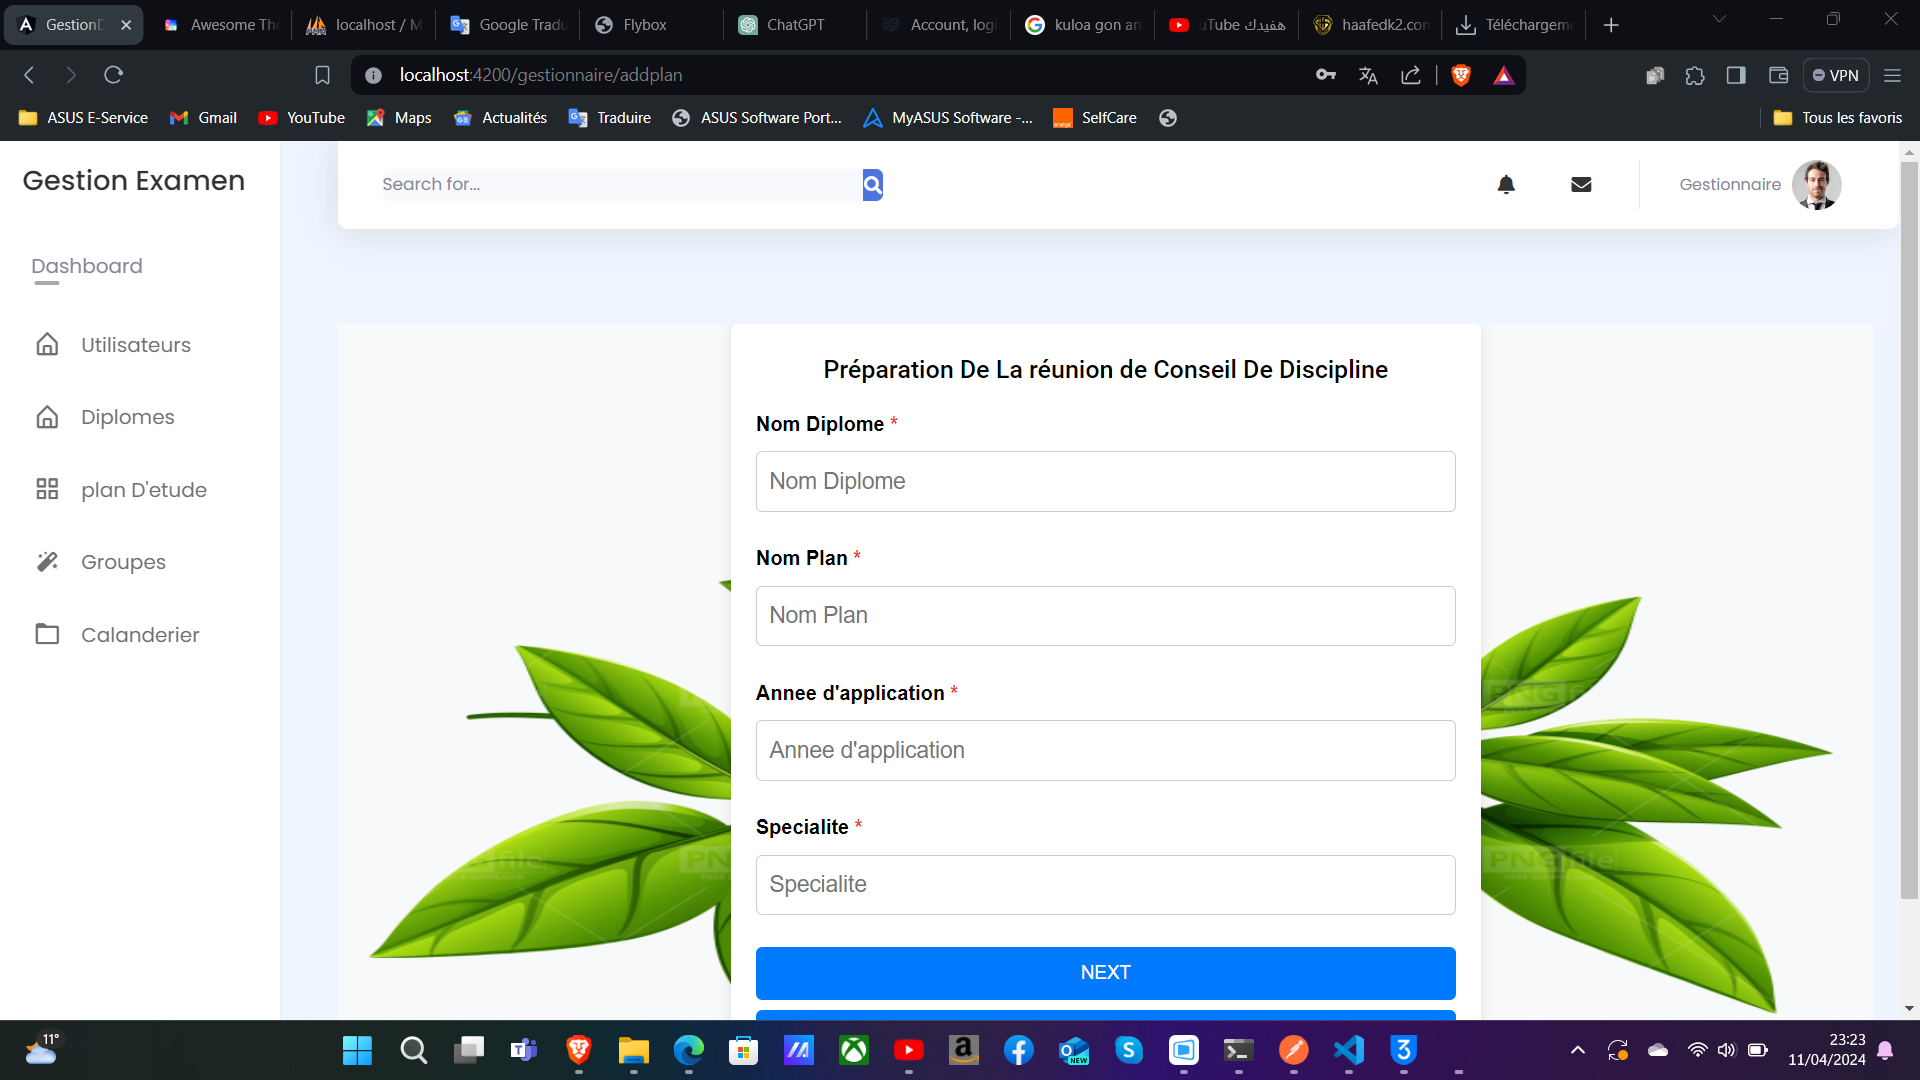 GestionD
Awesome The
localhost / M
Google Tradu
Flybox
ChatGPT
Account, logi
kuloa gon an
uTube هفيدك
haafedk2.con
Téléchargem
localhost:4200/gestionnaire/addplan
VPN
ASUS E-Service
Gmail
YouTube
Maps
Actualités
Traduire
ASUS Software Port...
MyASUS Software -...
SelfCare
Tous les favoris
Gestion Examen
Search for...
Gestionnaire
Dashboard
Utilisateurs
Diplomes
plan D'etude
Groupes
Calanderier
Préparation De La réunion de Conseil De Discipline
Nom Diplome *
Nom Diplome
Nom Plan *
Nom Plan
Annee d'application *
Annee d'application
Specialite *
Specialite
NEXT
11°
23:23
11/04/2024